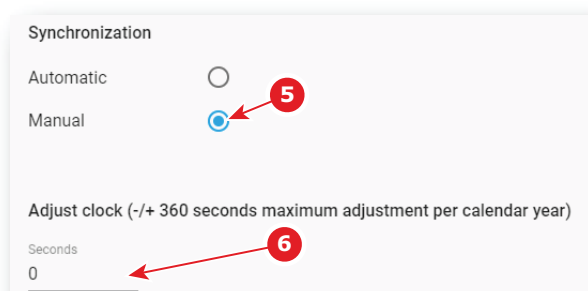 Synchronization
Automatic
5
Manual
Adjust clock (-/+ 360 seconds maximum adjustment per calendar year)
Seconds
6
0